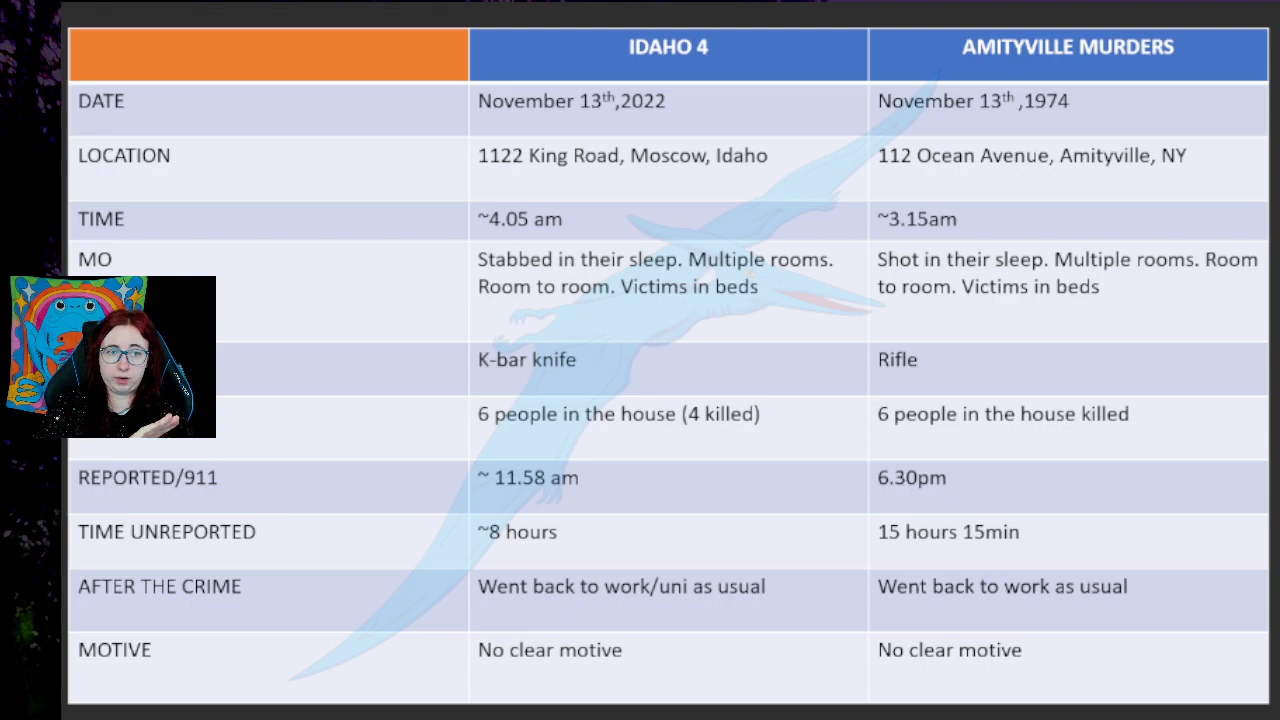 IDAHO 4 AMITYVILLE MURDERS
DATE November 13th,2022 November 13th ,1974
LOCATION 1122 King Road, Moscow, Idaho 112 Ocean Avenue, Amityville, NY
TIME ~4.05 am ~3.15am
MO Stabbed in their sleep. Multiple rooms. Shot in their sleep. Multiple rooms. Room
Room to room. Victims in beds to room. Victims in beds
K-bar knife Rifle
6 people in the house (4 killed) 6 people in the house killed
REPORTED/911 ~ 11.58 am 6.30pm
TIME UNREPORTED ~8 hours 15 hours 15min
AFTER THE CRIME Went back to work/uni as usual Went back to work as usual
MOTIVE No clear motive No clear motive